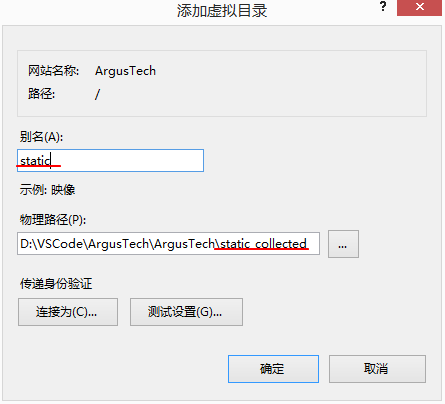 添加虚拟目录
?
×
网站名称: ArgusTech
路径: /
别名(A):
static
示例: 映像
物理路径(P):
D:\VSCode\ArgusTech\ArgusTech\static_collected
...
传递身份验证
连接为(C)... 测试设置(G)...
确定 取消